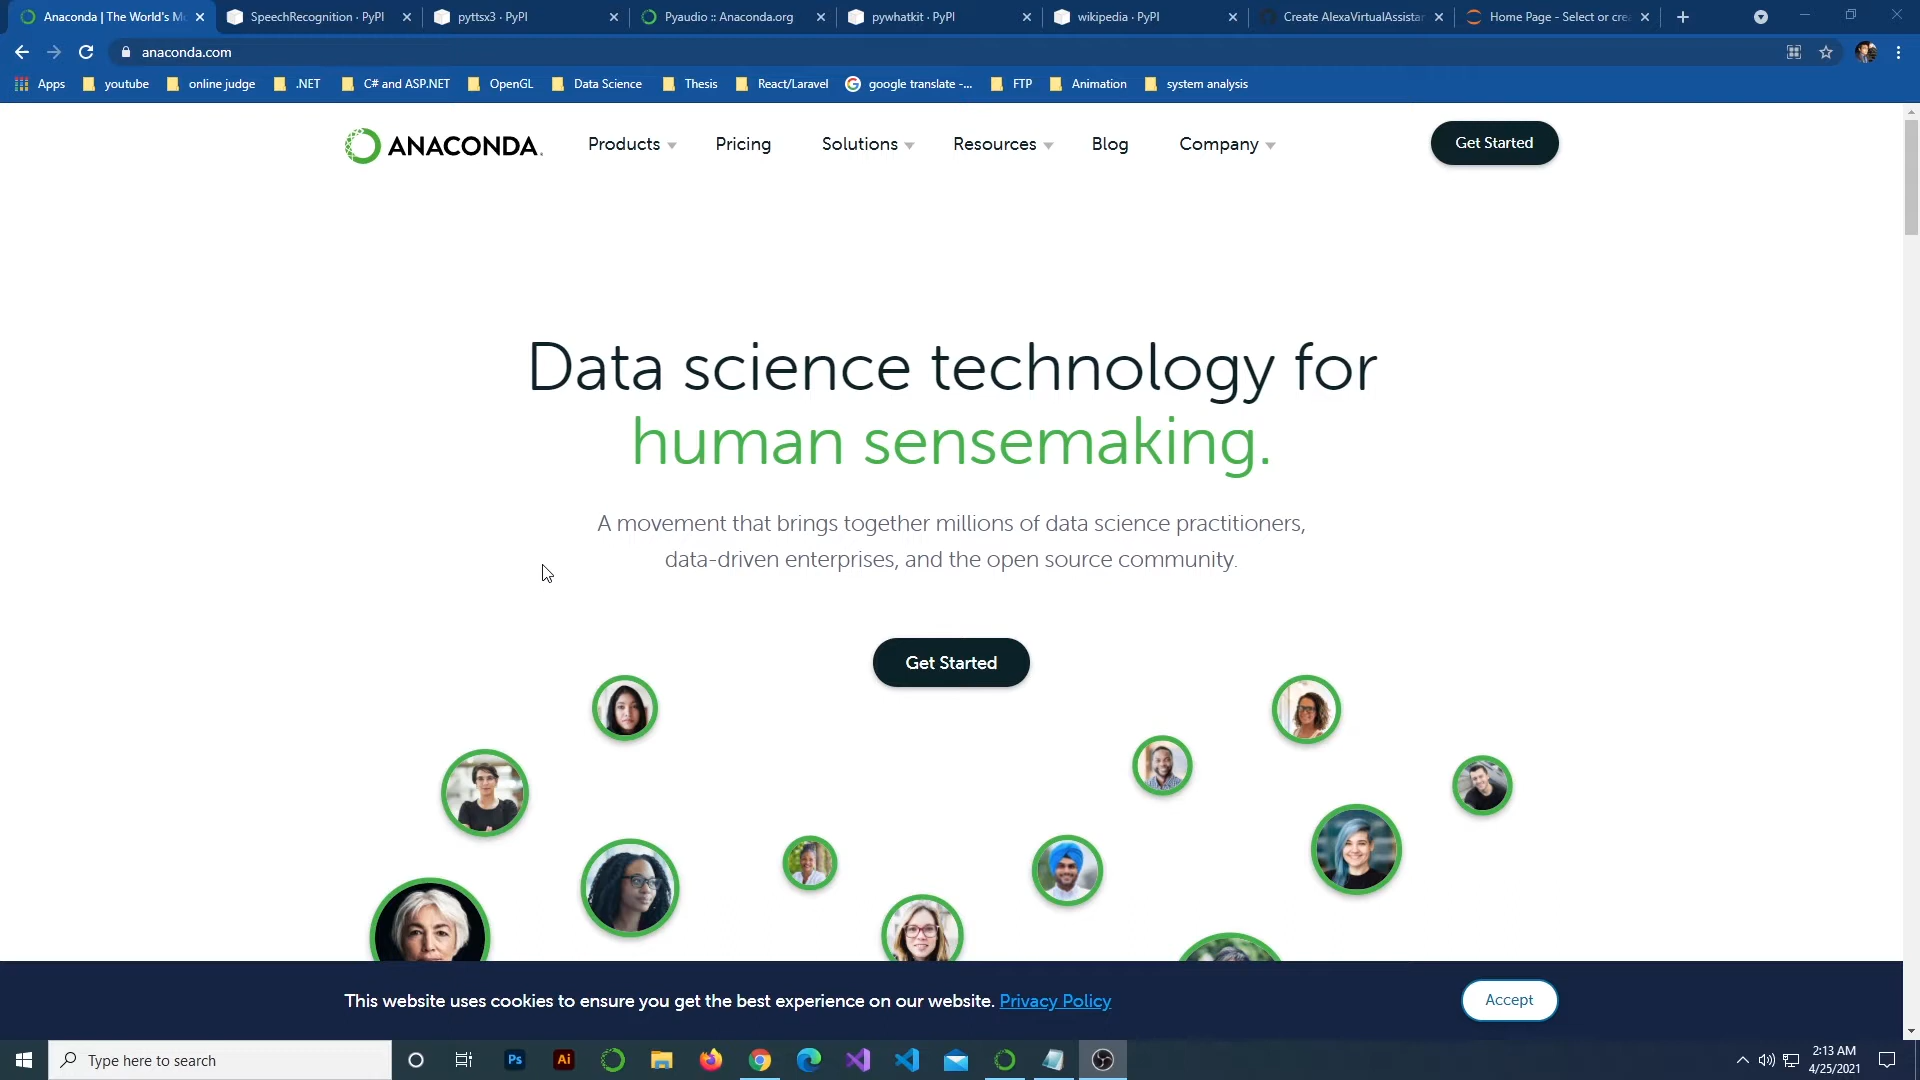 Anaconda | The World's Mo
SpeechRecognition · PyPI
pyttsx3 · PyPI
Pyaudio :: Anaconda.org
pywhatkit · PyPI
wikipedia · PyPI
Create AlexaVirtualAssistan
Home Page - Select or crea
anaconda.com
Apps
youtube
online judge
.NET
C# and ASP.NET
OpenGL
Data Science
Thesis
React/Laravel
google translate -...
FTP
Animation
system analysis
ANACONDA.
Products
Pricing
Solutions
Resources
Blog
Company
Get Started
Data science technology for
human sensemaking.
A movement that brings together millions of data science practitioners,
data-driven enterprises, and the open source community.
Get Started
This website uses cookies to ensure you get the best experience on our website. Privacy Policy
Accept
Type here to search
Ps
Ai
2:13 AM
4/25/2021